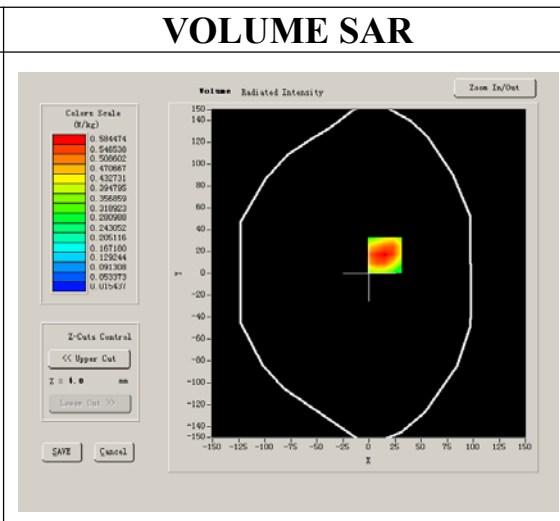 VOLUME SAR
Volume Radiated Intensity
Zoom In/Out
Colors Scale
(W/kg)
0.584474
0.546538
0.508602
0.470667
0.432731
0.394795
0.356859
0.318923
0.280988
0.243052
0.205116
0.167180
0.129244
0.091308
0.053373
0.015437
150
140
120
100
80
60
40
20
0
-20
-40
-60
-80
-100
-120
-140
-150
Y
-150 -125 -100 -75 -50 -25 0 25 50 75 100 125 150
X
Z-Cuts Control
<< Upper Cut
Z = 4.0 mm
Lower Cut >>
SAVE Cancel